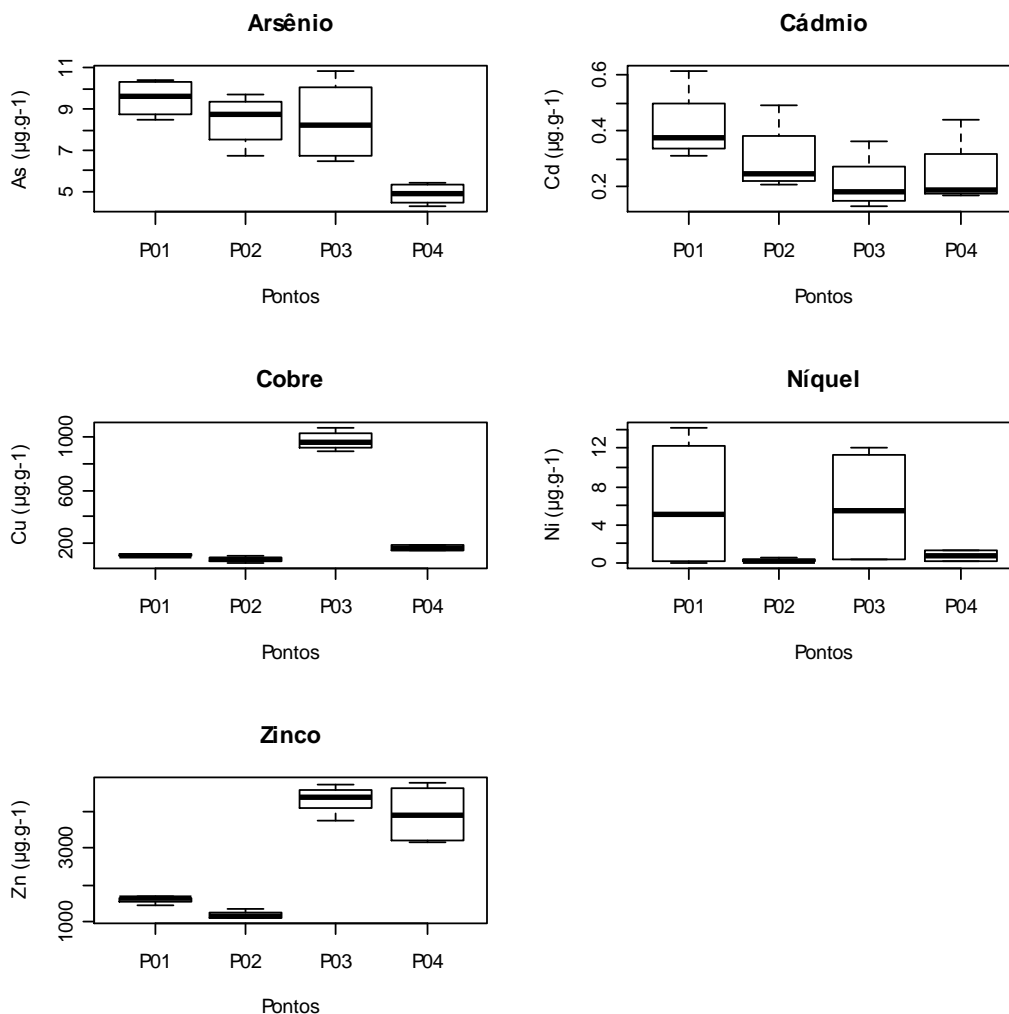 Arsênio
As (µg.g-1)
11
9
7
5
P01 P02 P03 P04
Pontos
Cádmio
Cd (µg.g-1)
0.6
0.4
0.2
P01 P02 P03 P04
Pontos
Cobre
Cu (µg.g-1)
1000
600
200
P01 P02 P03 P04
Pontos
Níquel
Ni (µg.g-1)
12
8
4
0
P01 P02 P03 P04
Pontos
Zinco
Zn (µg.g-1)
3000
1000
P01 P02 P03 P04
Pontos